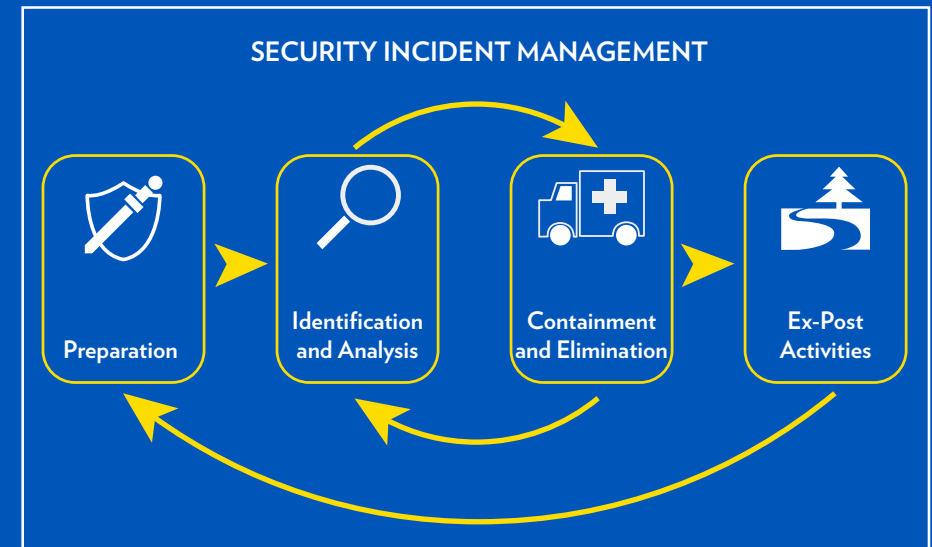 SECURITY INCIDENT MANAGEMENT
Preparation
Identification
and Analysis
Containment
and Elimination
Ex-Post
Activities